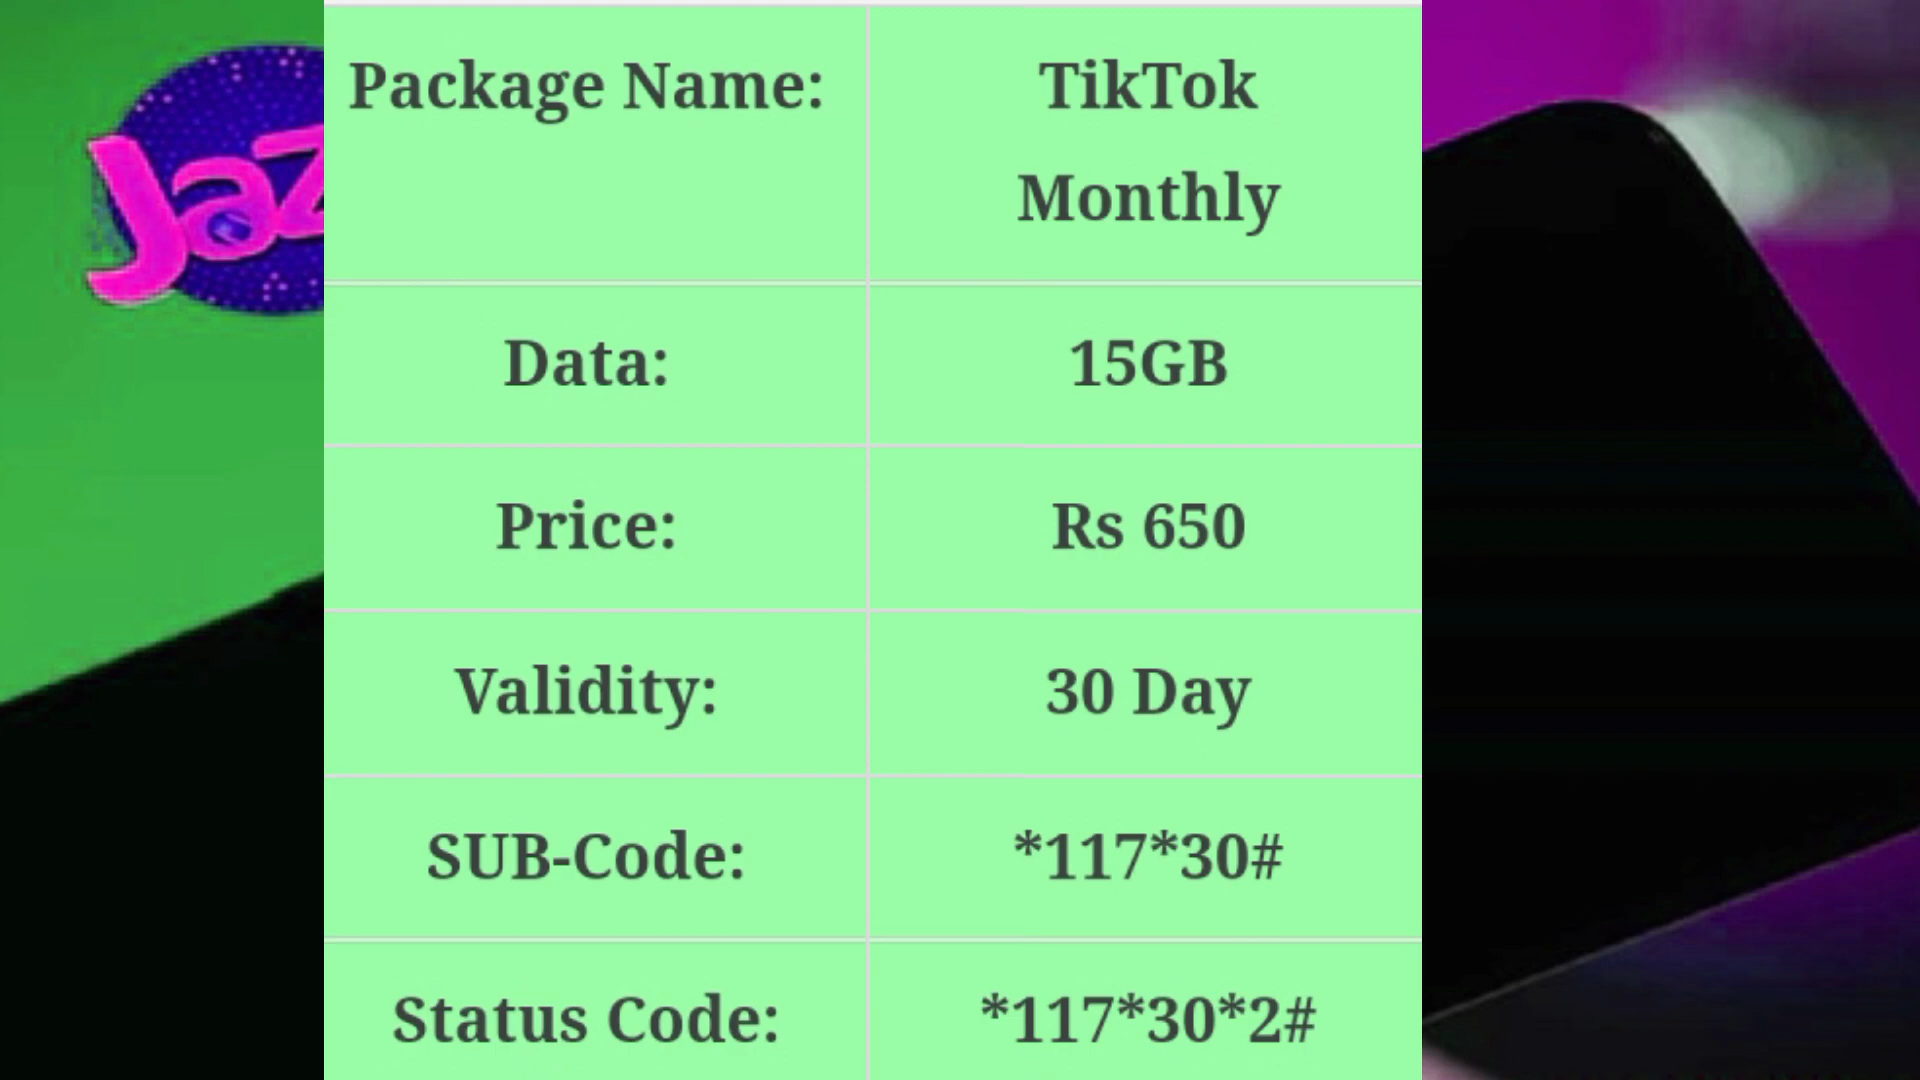 Jaz
Package Name:
TikTok
Monthly
Data:
15GB
Price:
Rs 650
Validity:
30 Day
SUB-Code:
*117*30#
Status Code:
*117*30*2#